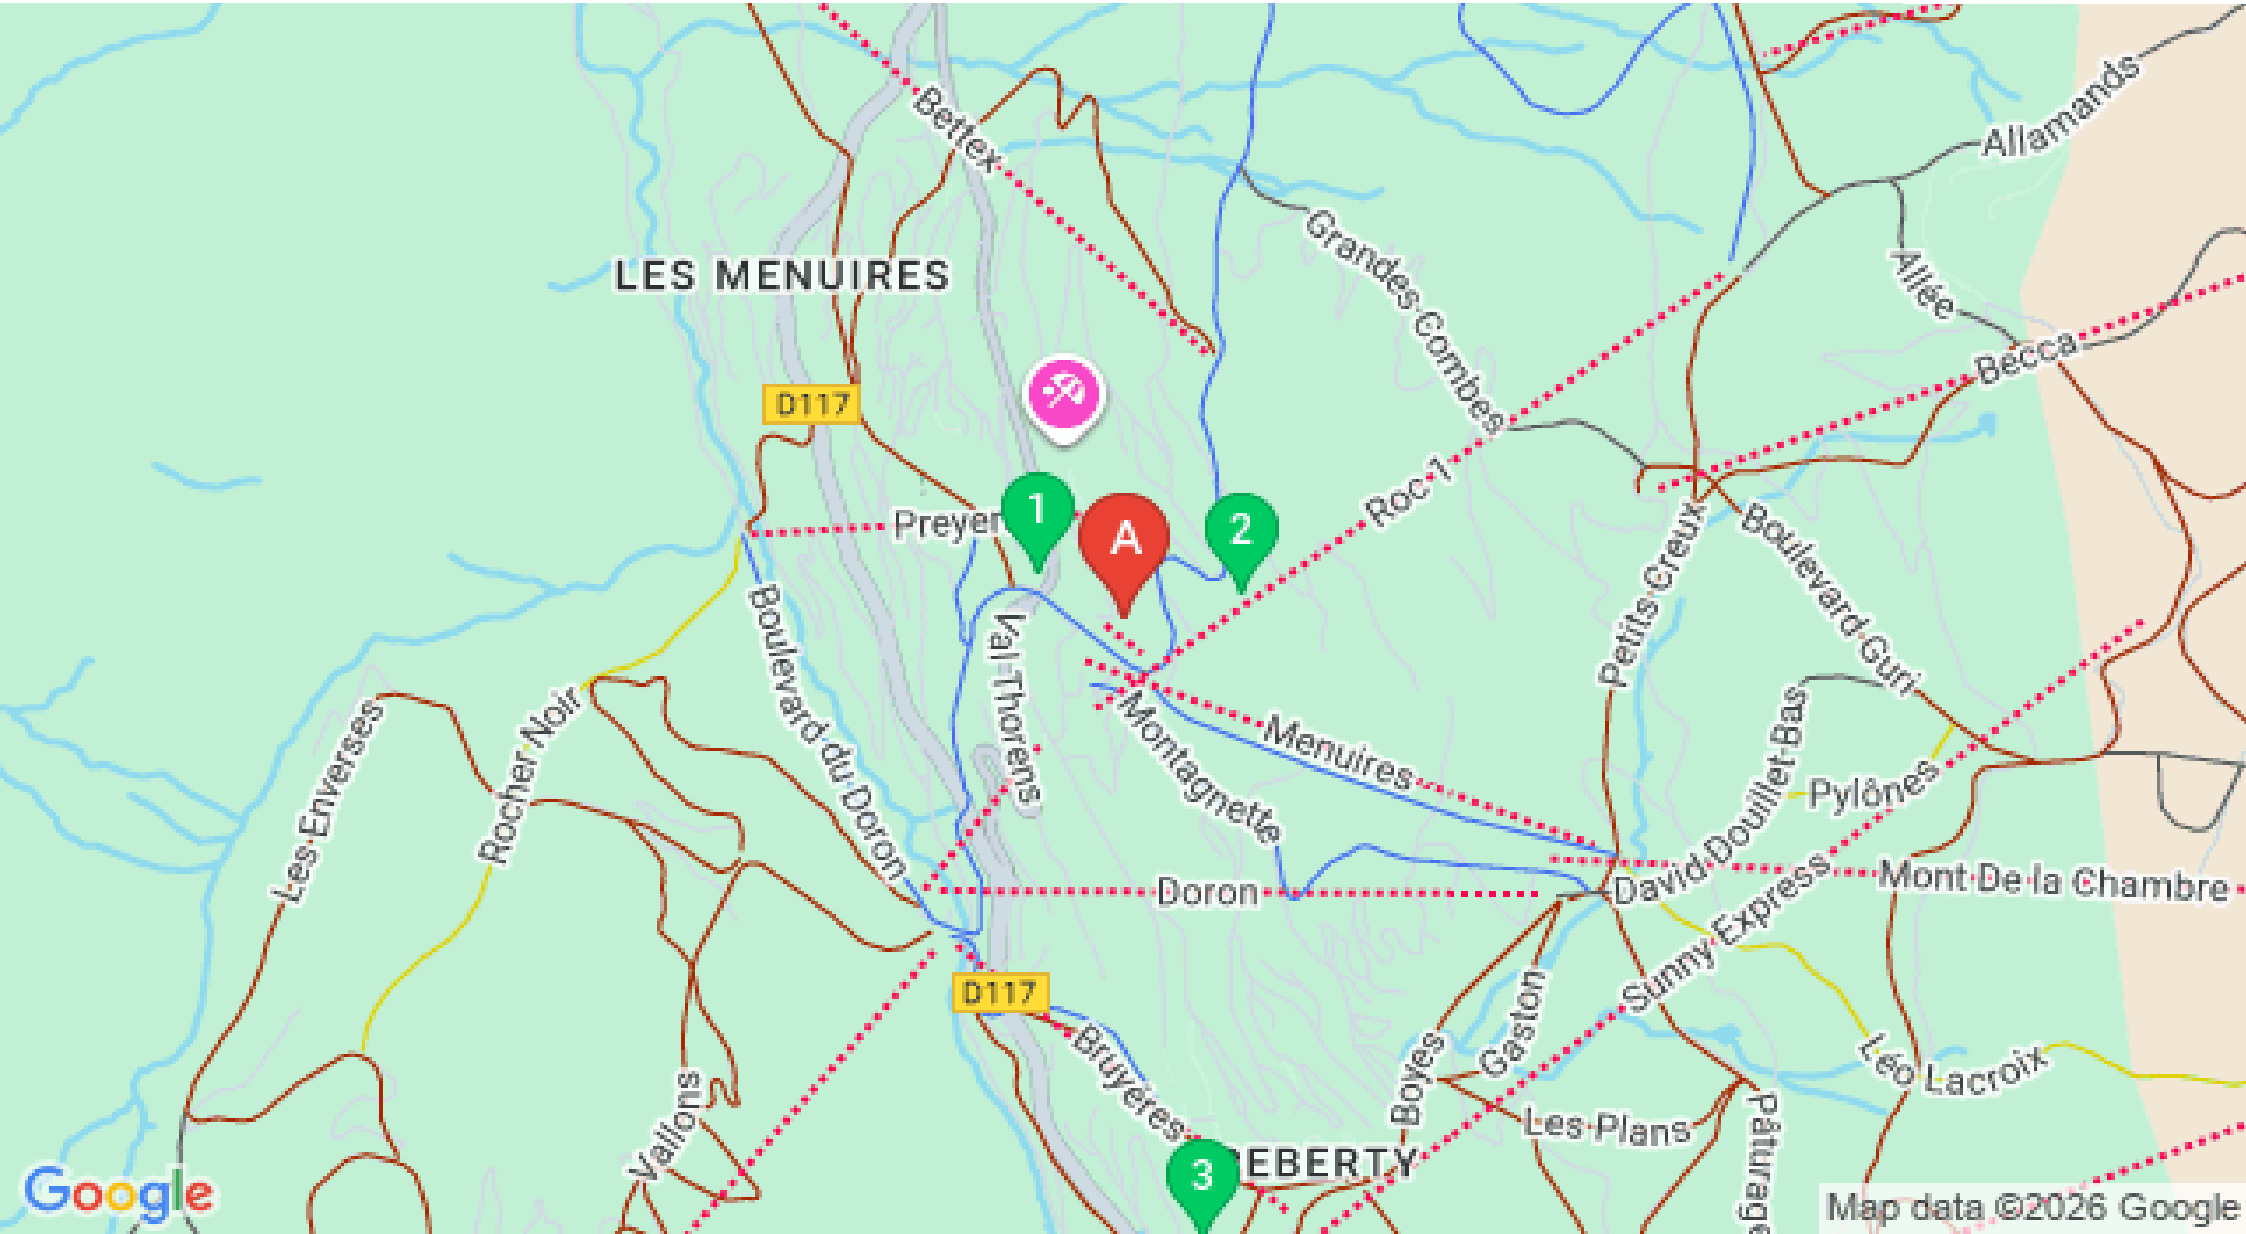 Bettex
Allamands
Grandes Combes
LES MENUIRES
Allée
Becca
D117
Roc 1
Preyer
1
A
2
Petits Creux
Boulevard Guri
Boulevard du Doron
Val Thorens
Les Enverses
Rocher Noir
Montagnette
Menuires
David Douillet Bas
Pylônes
Doron
Mont De la Chambre
Sunny Express
D117
Gaston
Boyes
Bruyères
Léo Lacroix
Les Plans
Vallons
3
EBERTY
Pâturage
Google
Map data ©2026 Google